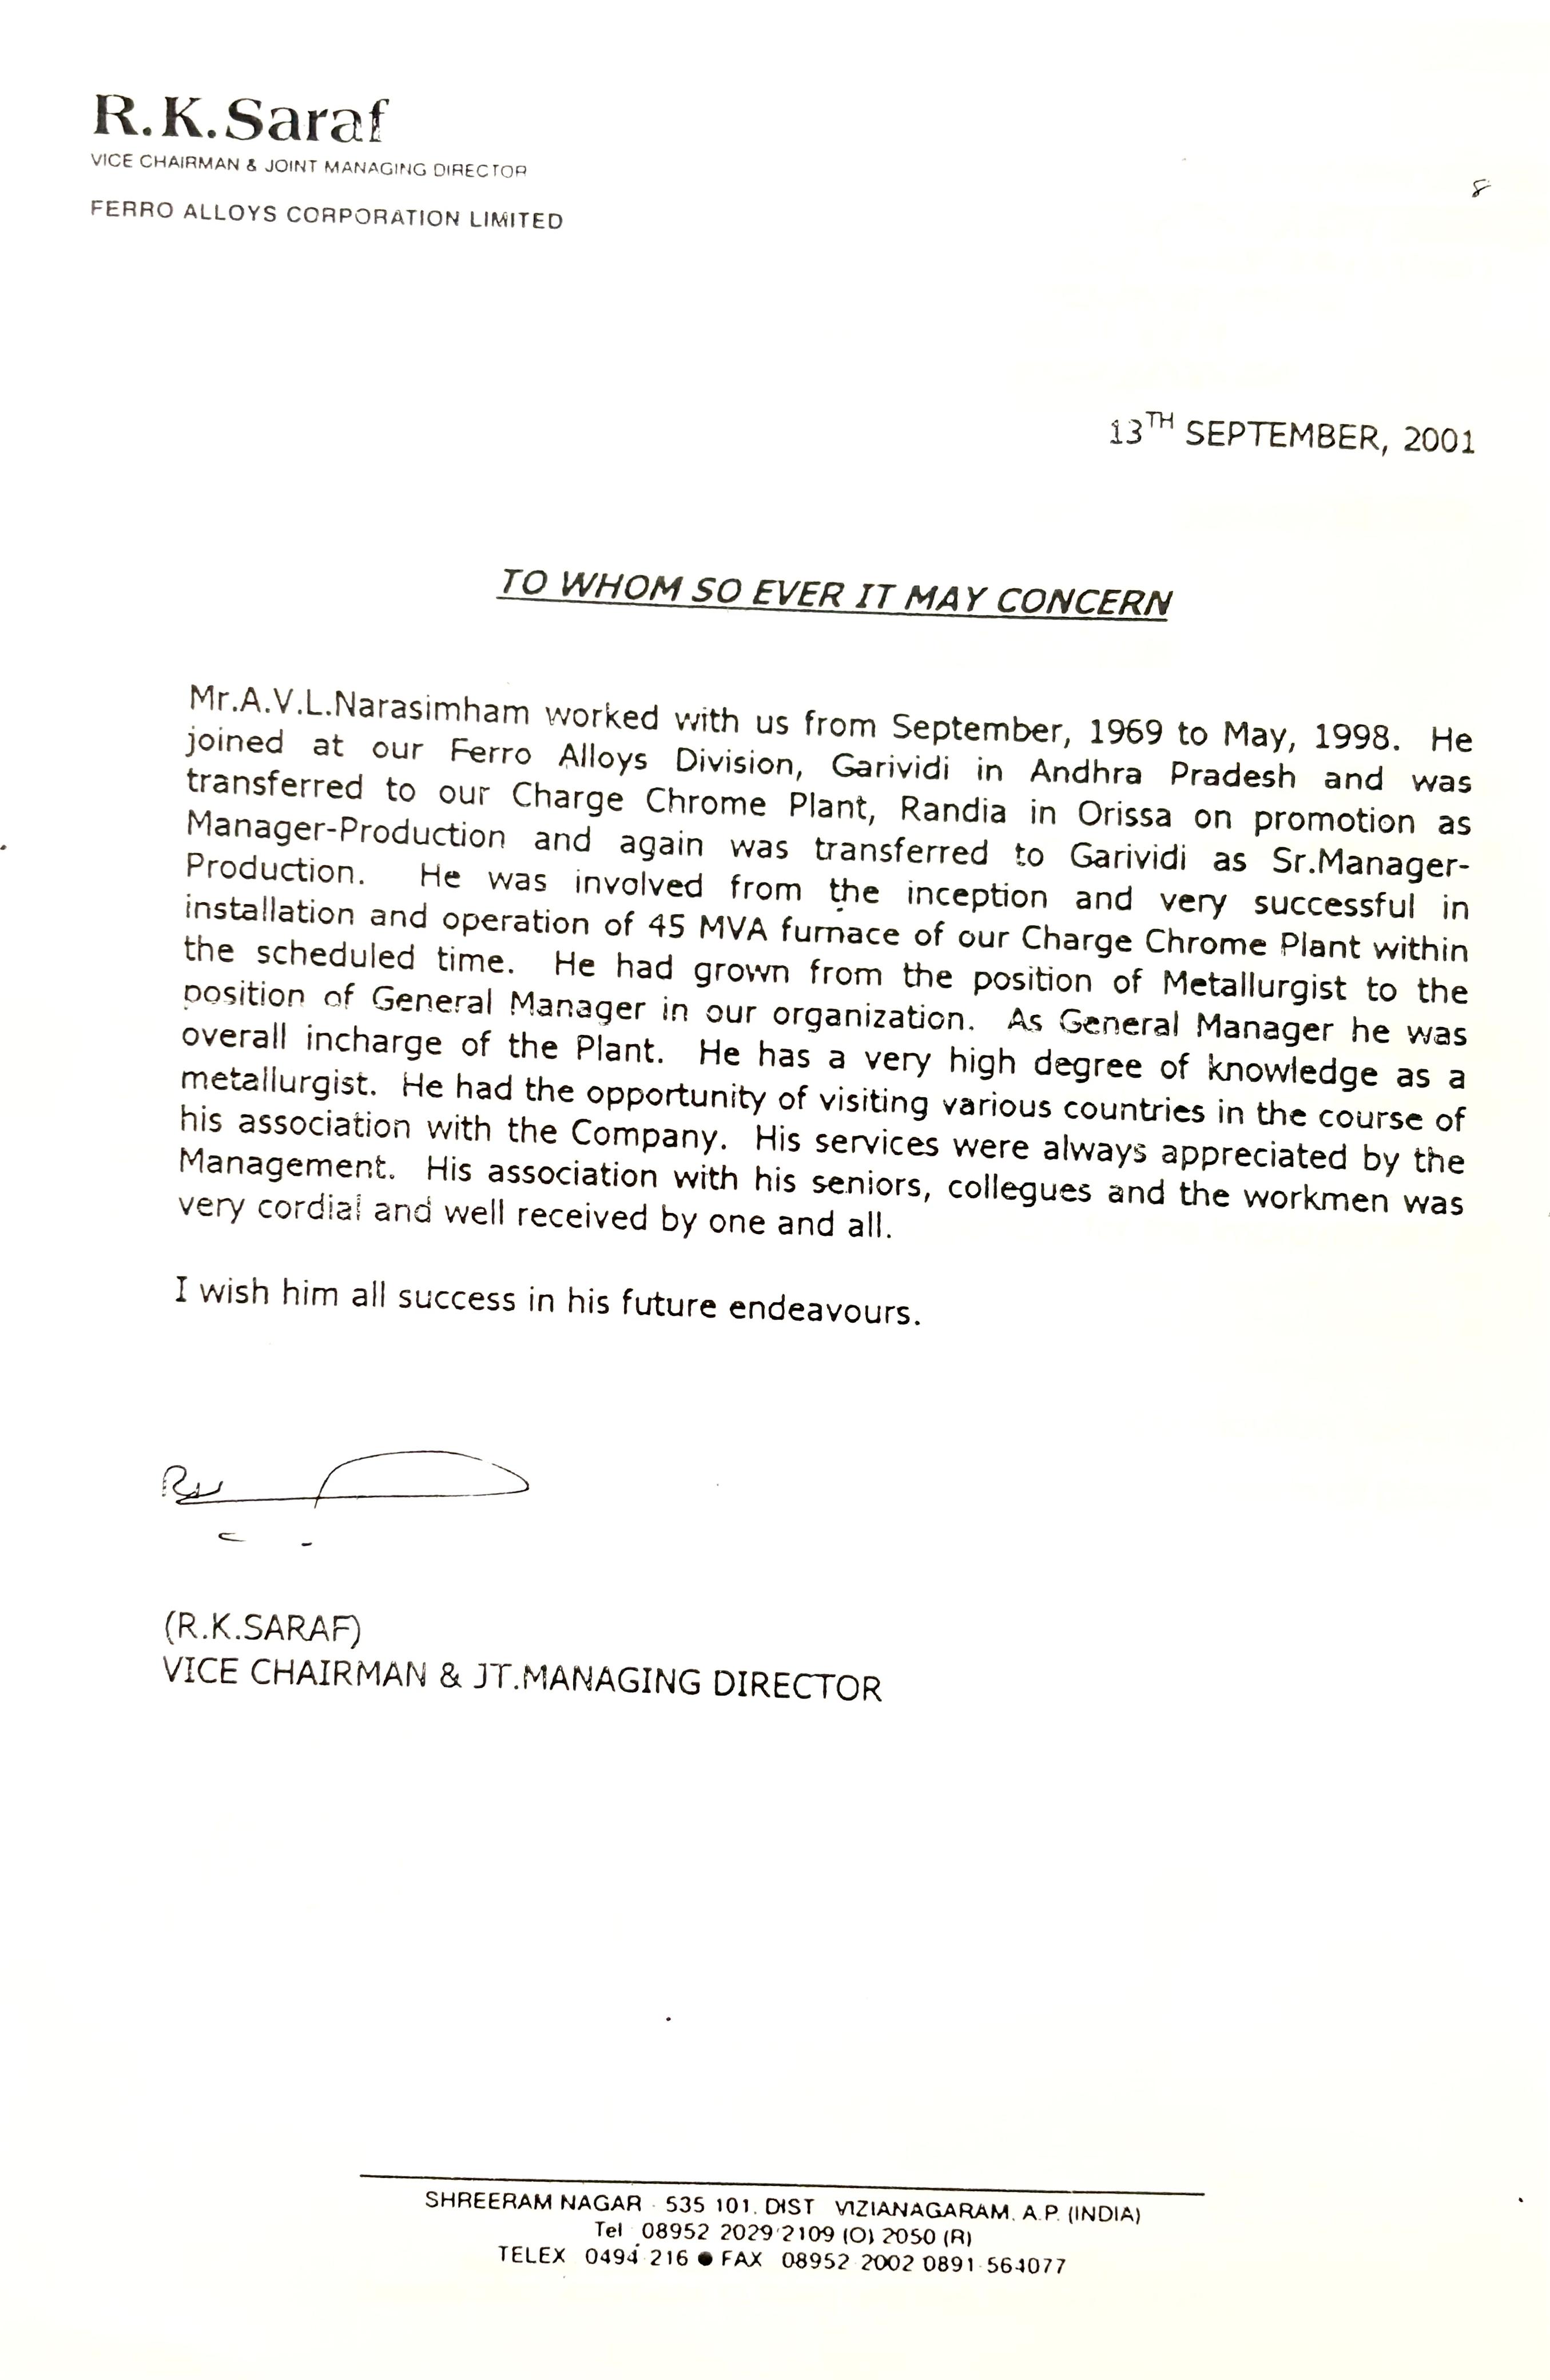 R.K.Saraf
VICE CHAIRMAN & JOINT MANAGING DIRECTOR
FERRO ALLOYS CORPORATION LIMITED
8
13TH SEPTEMBER, 2001
TO WHOM SO EVER IT MAY CONCERN
Mr.A.V.L.Narasimham worked with us from September, 1969 to May, 1998. He
joined at our Ferro Alloys Division, Garividi in Andhra Pradesh and was
transferred to our Charge Chrome Plant, Randia in Orissa on promotion as
Manager-Production and again was transferred to Garividi as Sr.Manager-
Production. He was involved from the inception and very successful in
installation and operation of 45 MVA furnace of our Charge Chrome Plant within
the scheduled time. He had grown from the position of Metallurgist to the
position of General Manager in our organization. As General Manager he was
overall incharge of the Plant. He has a very high degree of knowledge as a
metallurgist. He had the opportunity of visiting various countries in the course of
his association with the Company. His services were always appreciated by the
Management. His association with his seniors, collegues and the workmen was
very cordial and well received by one and all.
I wish him all success in his future endeavours.
(R.K.SARAF)
VICE CHAIRMAN & JT.MANAGING DIRECTOR
SHREERAM NAGAR - 535 101. DIST VIZIANAGARAM. A.P. (INDIA)
Tel : 08952 2029 2109 (O) 2050 (R)
TELEX 0494 216 ● FAX 08952 2002 0891-564077